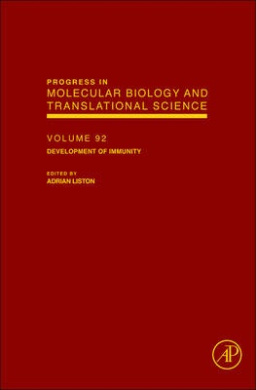 PROGRESS IN
MOLECULAR BIOLOGY AND
TRANSLATIONAL SCIENCE
VOLUME 92
DEVELOPMENT OF IMMUNITY
EDITED BY
ADRIAN LISTON
AP